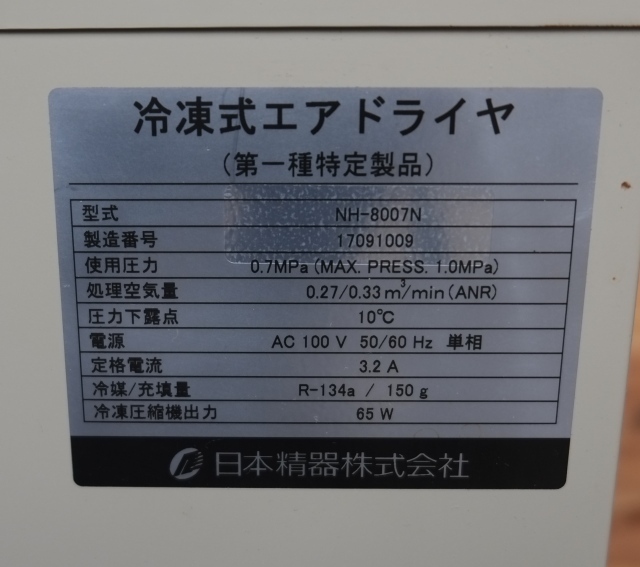 冷凍式エアドライヤ
(第一種特定製品)
型式 NH-8007N
製造番号 17091009
使用圧力 0.7MPa (MAX. PRESS. 1.0MPa)
処理空気量 0.27/0.33 m³/min (ANR)
圧力下露点 10℃
電源 AC 100 V 50/60 Hz 単相
定格電流 3.2 A
冷媒/充填量 R-134a / 150 g
冷凍圧縮機出力 65 W
日本精器株式会社